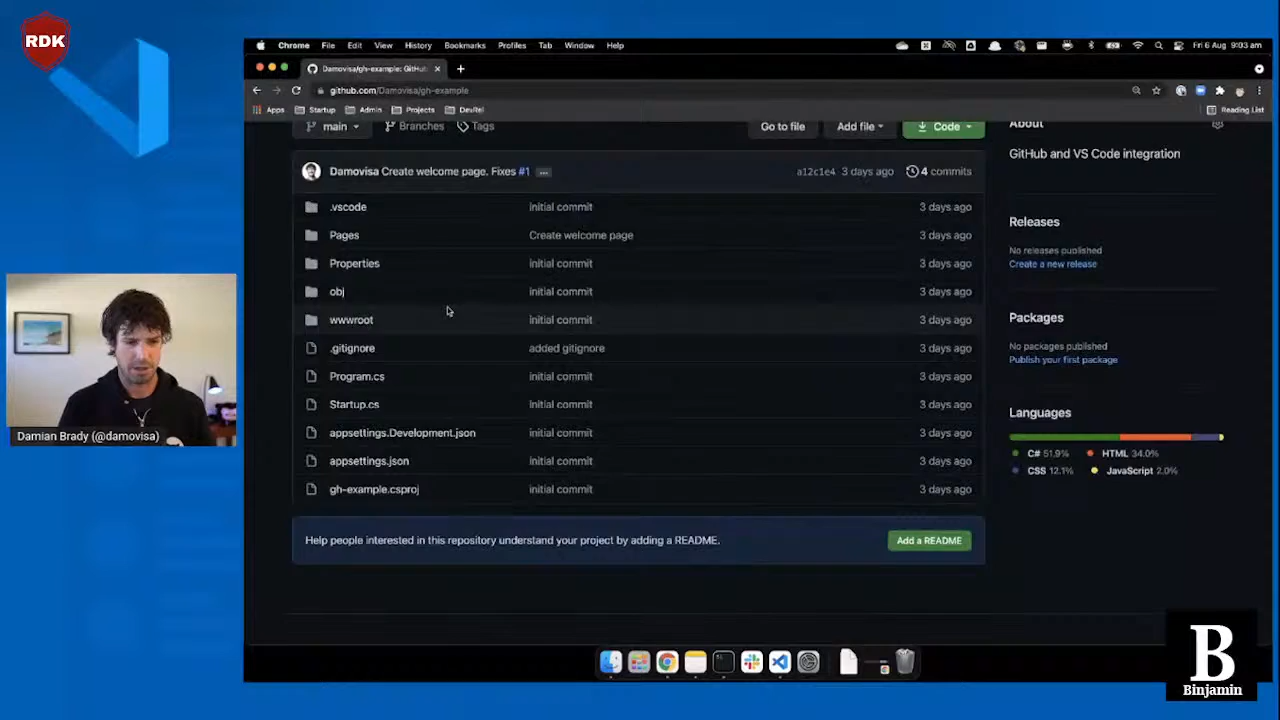 RDK
Chrome File Edit View History Bookmarks Profiles Tab Window Help
Fri 6 Aug 9:03 am
Damovisa/gh-example: GitHub
github.com/Damovisa/gh-example
Apps Startup Admin Projects DevRel
Reading List
main Branches Tags Go to file Add file Code
About
GitHub and VS Code integration
Damovisa Create welcome page. Fixes #1 ... a12c1e4 3 days ago 4 commits
.vscode initial commit 3 days ago
Pages Create welcome page 3 days ago
Properties initial commit 3 days ago
obj initial commit 3 days ago
wwwroot initial commit 3 days ago
.gitignore added gitignore 3 days ago
Program.cs initial commit 3 days ago
Startup.cs initial commit 3 days ago
appsettings.Development.json initial commit 3 days ago
appsettings.json initial commit 3 days ago
gh-example.csproj initial commit 3 days ago
Releases
No releases published
Create a new release
Packages
No packages published
Publish your first package
Languages
C# 51.9% HTML 34.0%
CSS 12.1% JavaScript 2.0%
Help people interested in this repository understand your project by adding a README. Add a README
Damian Brady (@damovisa)
B
Binjamin